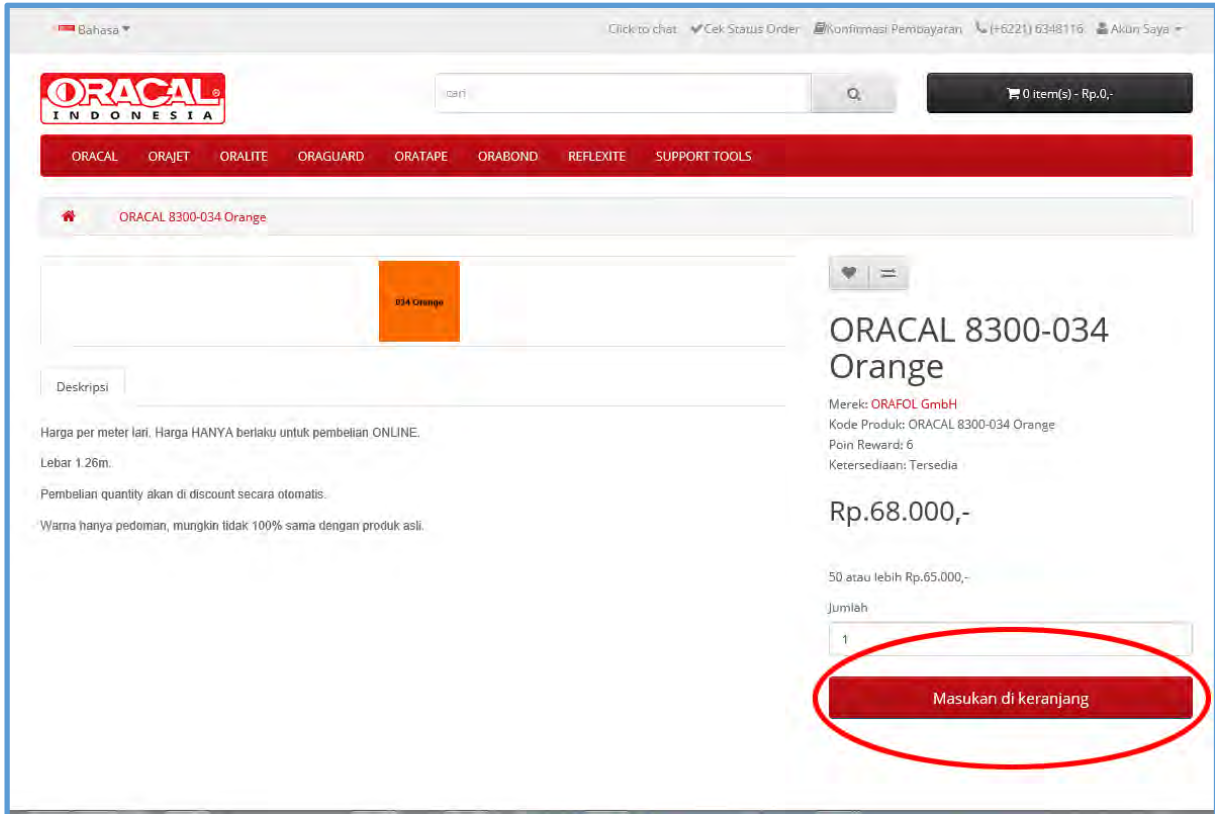 Bahasa
Click to chat Cek Status Order Konfirmasi Pembayaran (+6221) 6348116 Akun Saya
ORACAL®
INDONESIA
cari
0 item(s) - Rp.0,-
ORACAL ORAJET ORALITE ORAGUARD ORATAPE ORABOND REFLEXITE SUPPORT TOOLS
ORACAL 8300-034 Orange
034 Orange
Deskripsi
Harga per meter lari. Harga HANYA berlaku untuk pembelian ONLINE.
Lebar 1.26m.
Pembelian quantity akan di discount secara otomatis.
Warna hanya pedoman, mungkin tidak 100% sama dengan produk asli.
ORACAL 8300-034
Orange
Merek: ORAFOL GmbH
Kode Produk: ORACAL 8300-034 Orange
Poin Reward: 6
Ketersediaan: Tersedia
Rp.68.000,-
50 atau lebih Rp.65.000,-
Jumlah
1
Masukan di keranjang